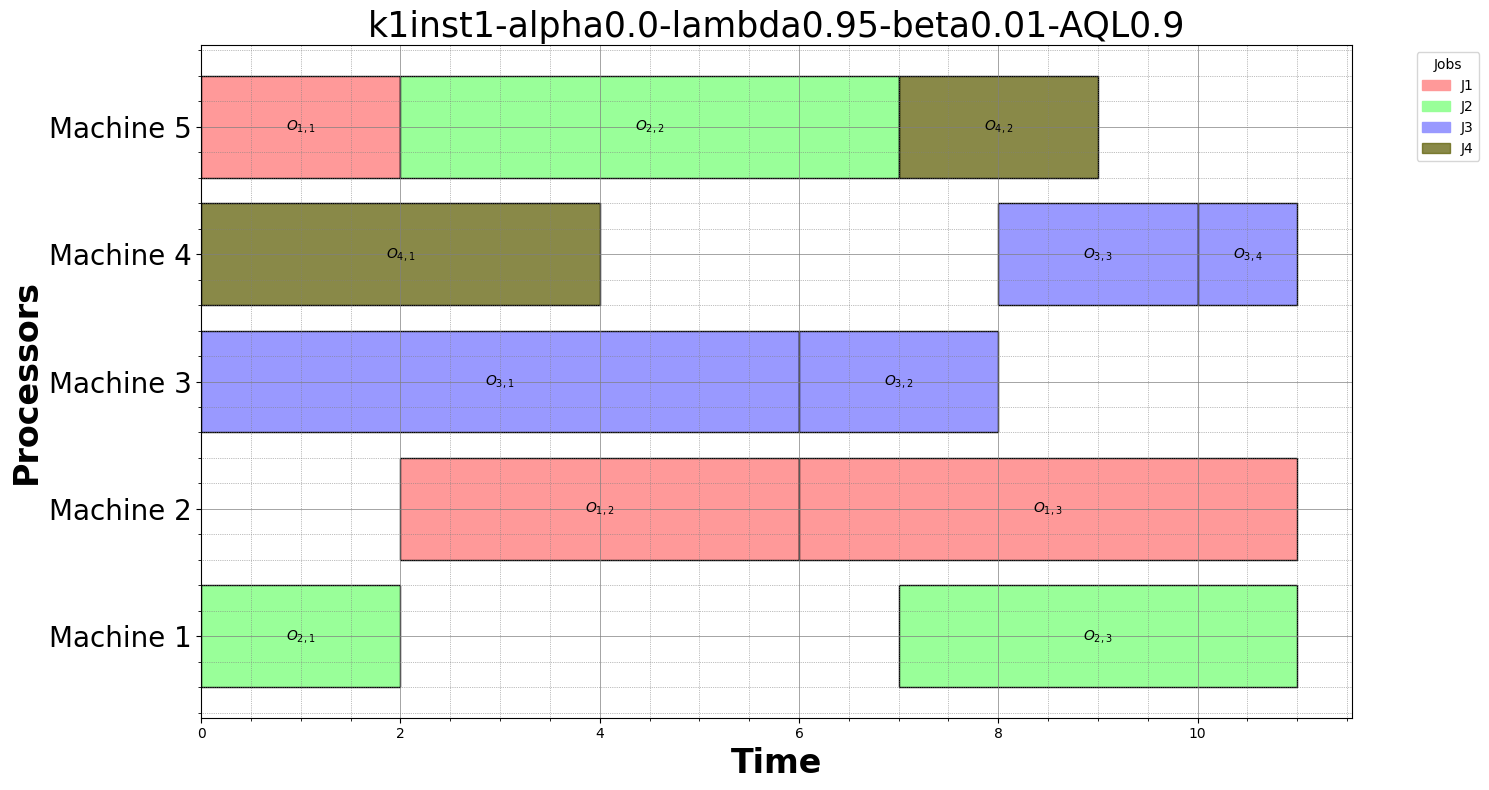 k1inst1-alpha0.0-lambda0.95-beta0.01-AQL0.9
Jobs
J1
J2
J3
J4
Machine 5
O1,1
O2,2
O4,2
Machine 4
O4,1
O3,3
O3,4
Machine 3
O3,1
O3,2
Machine 2
O1,2
O1,3
Machine 1
O2,1
O2,3
Processors
0 2 4 6 8 10
Time